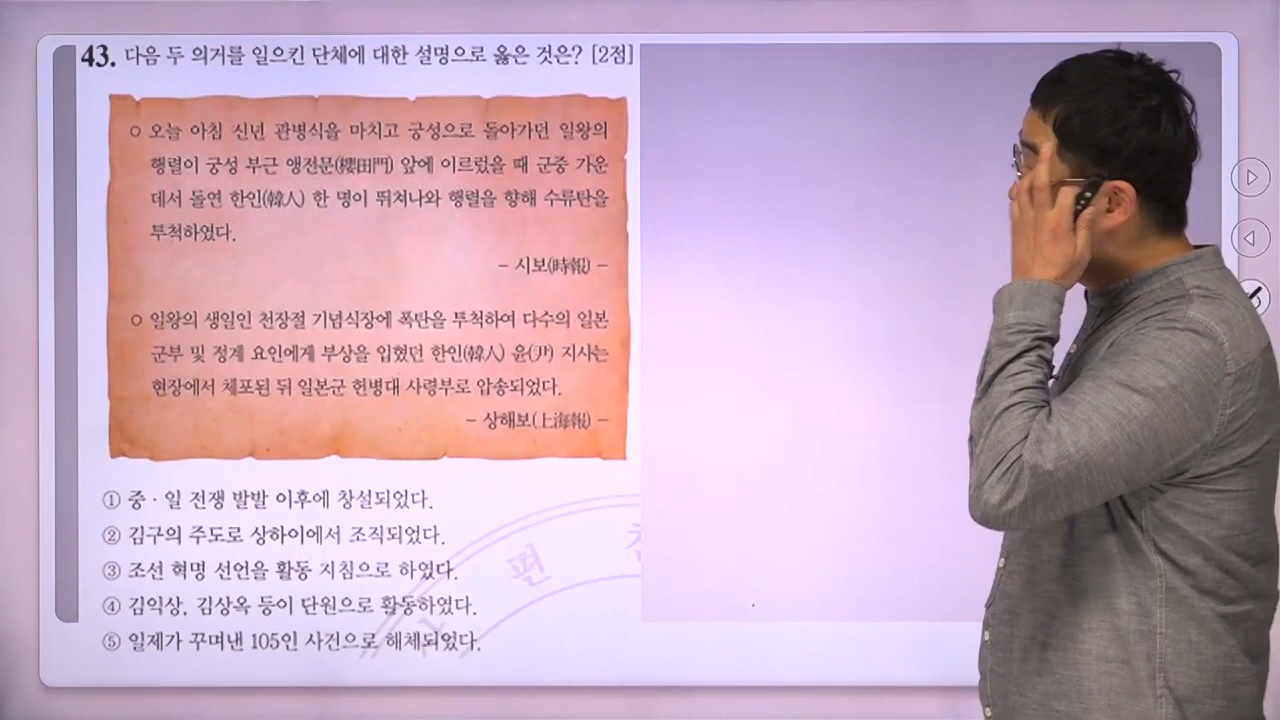 43. 다음 두 의거를 일으킨 단체에 대한 설명으로 옳은 것은? [2점]
○ 오늘 아침 신년 관병식을 마치고 궁성으로 돌아가던 일왕의
행렬이 궁성 부근 앵전문(櫻田門) 앞에 이르렀을 때 군중 가운
데서 돌연 한인(韓人) 한 명이 뛰쳐나와 행렬을 향해 수류탄을
투척하였다.
- 시보(時報) -
○ 일왕의 생일인 천장절 기념식장에 폭탄을 투척하여 다수의 일본
군부 및 정계 요인에게 부상을 입혔던 한인(韓人) 윤(尹) 지사는
현장에서 체포된 뒤 일본군 헌병대 사령부로 압송되었다.
- 상해보(上海報) -
① 중·일 전쟁 발발 이후에 창설되었다.
② 김구의 주도로 상하이에서 조직되었다.
③ 조선 혁명 선언을 활동 지침으로 하였다.
④ 김익상, 김상옥 등이 단원으로 활동하였다.
⑤ 일제가 꾸며낸 105인 사건으로 해체되었다.
편